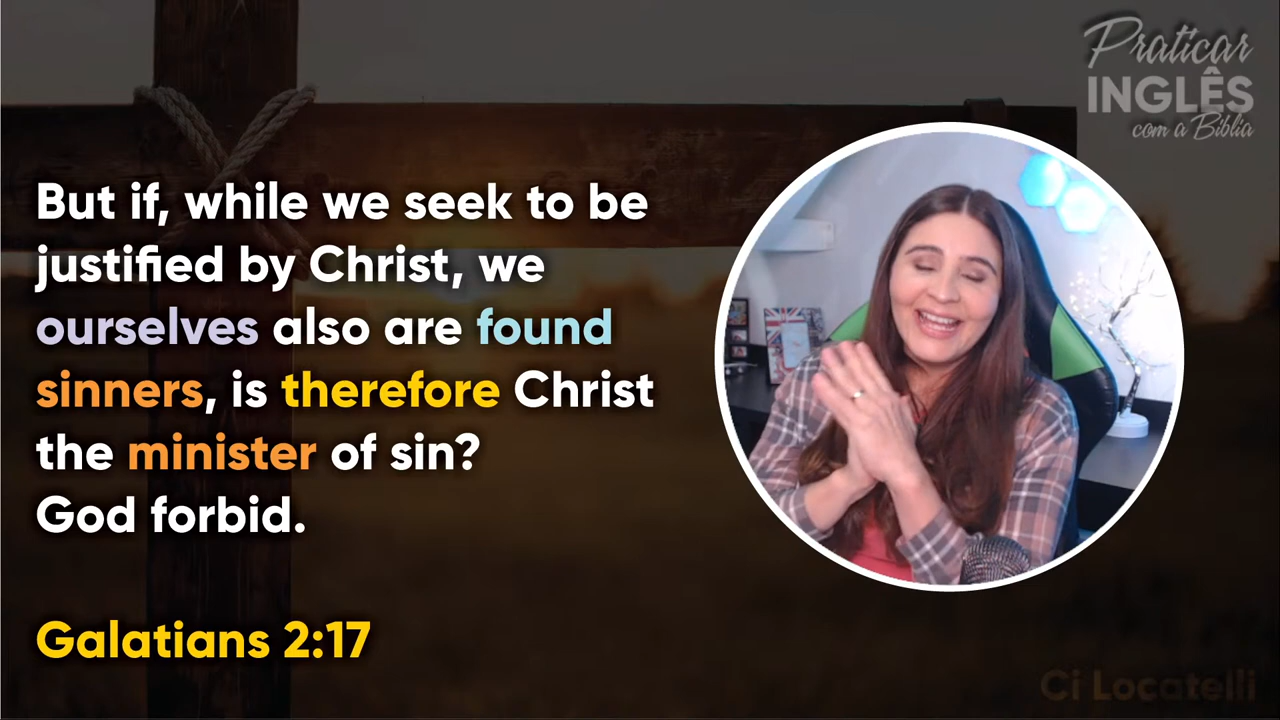 Praticar
INGLÊS
com a Bíblia
But if, while we seek to be
justified by Christ, we
ourselves also are found
sinners, is therefore Christ
the minister of sin?
God forbid.
Galatians 2:17
Ci Locatelli